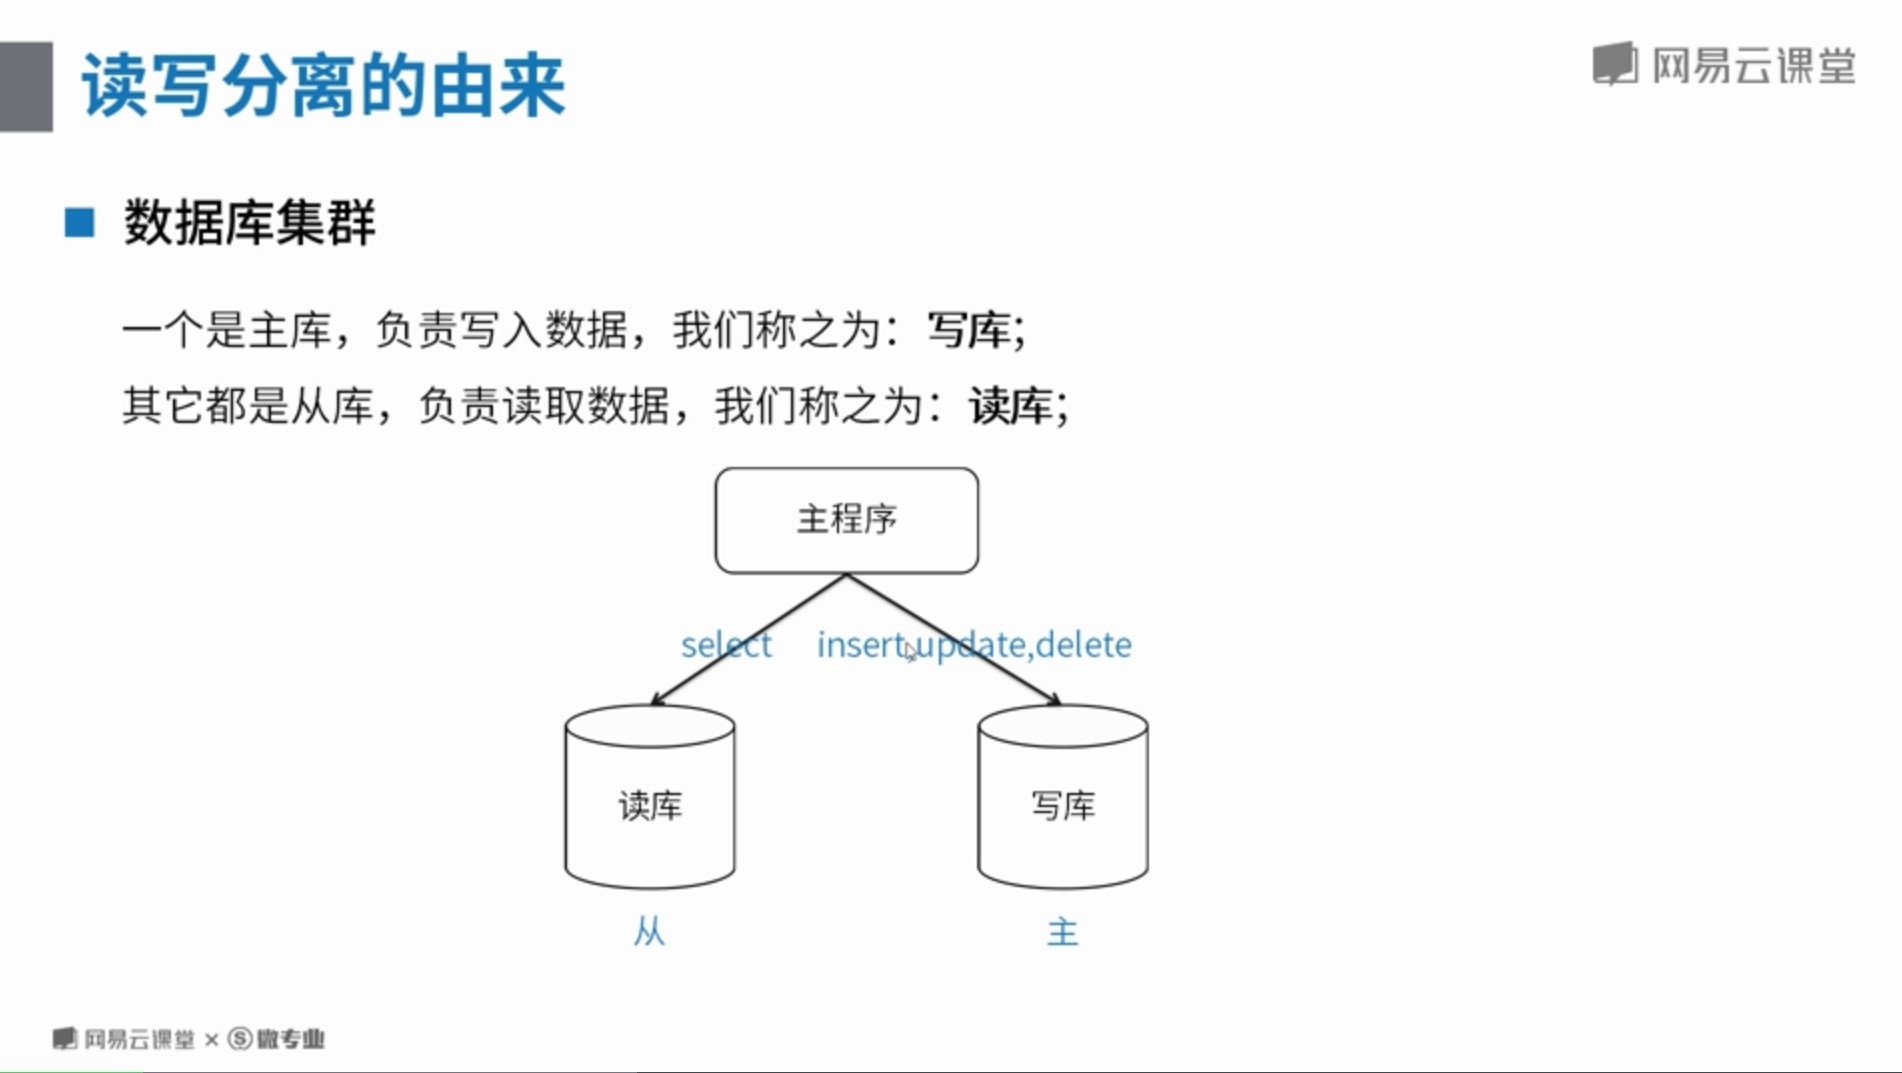 读写分离的由来
网易云课堂
数据库集群
一个是主库，负责写入数据，我们称之为：写库；
其它都是从库，负责读取数据，我们称之为：读库；
主程序
select
insert,update,delete
读库
写库
从
主
网易云课堂 × 微专业